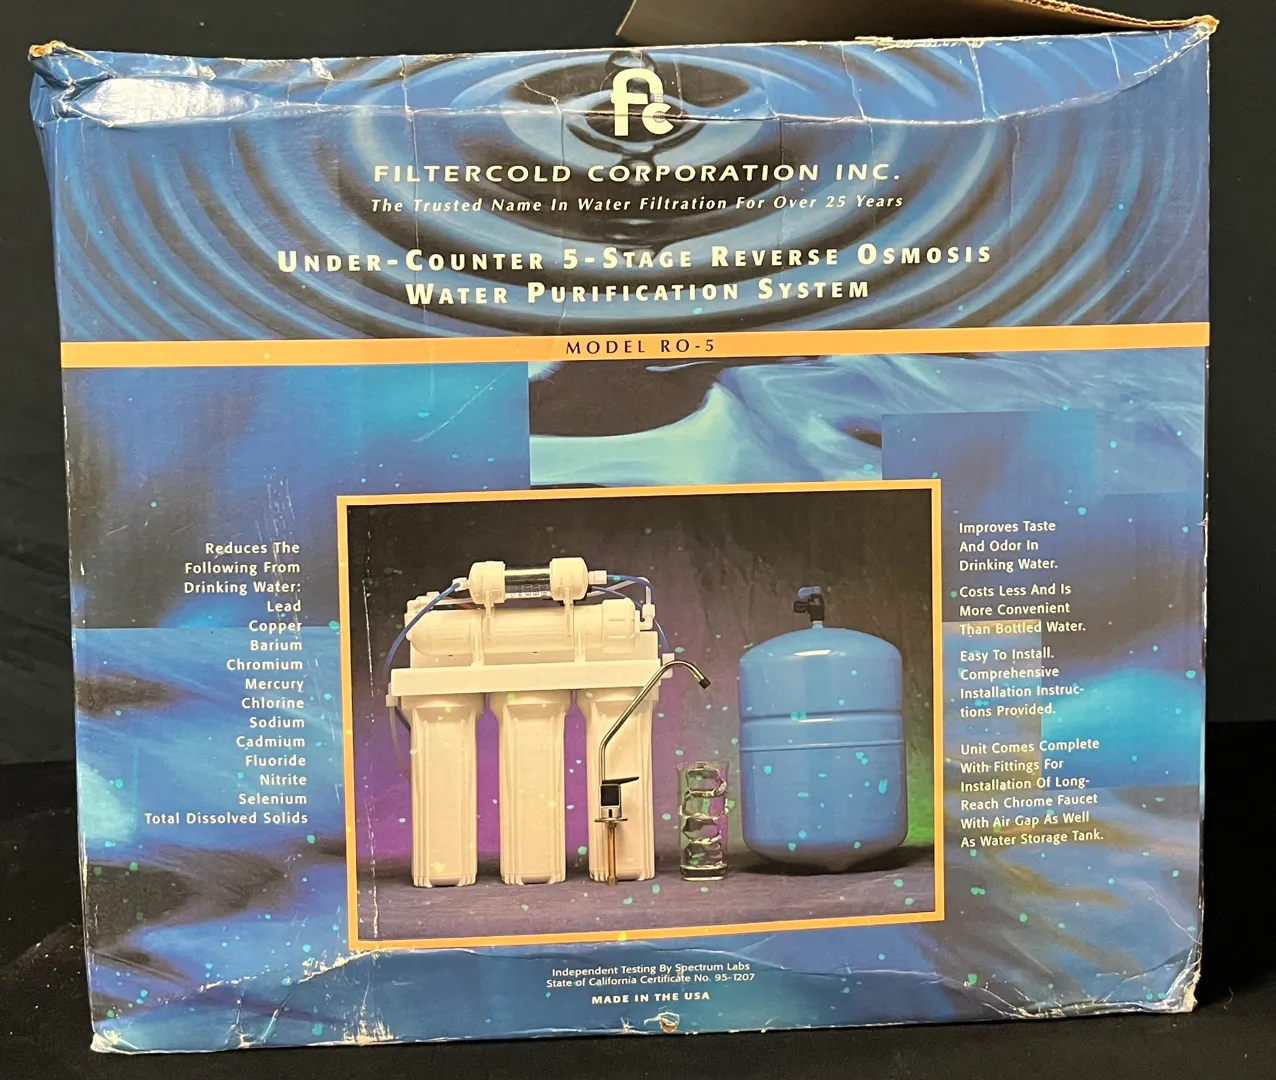 fc
FILTERCOLD CORPORATION INC.
The Trusted Name In Water Filtration For Over 25 Years
UNDER-COUNTER 5-STAGE REVERSE OSMOSIS
WATER PURIFICATION SYSTEM
MODEL RO-5
Reduces The
Following From
Drinking Water:
Lead
Copper
Barium
Chromium
Mercury
Chlorine
Sodium
Cadmium
Fluoride
Nitrite
Selenium
Total Dissolved Solids
Improves Taste
And Odor In
Drinking Water.
Costs Less And Is
More Convenient
Than Bottled Water.
Easy To Install.
Comprehensive
Installation Instruc-
tions Provided.
Unit Comes Complete
With Fittings For
Installation Of Long-
Reach Chrome Faucet
With Air Gap As Well
As Water Storage Tank.
Independent Testing By Spectrum Labs
State of California Certificate No. 95-1207
MADE IN THE USA